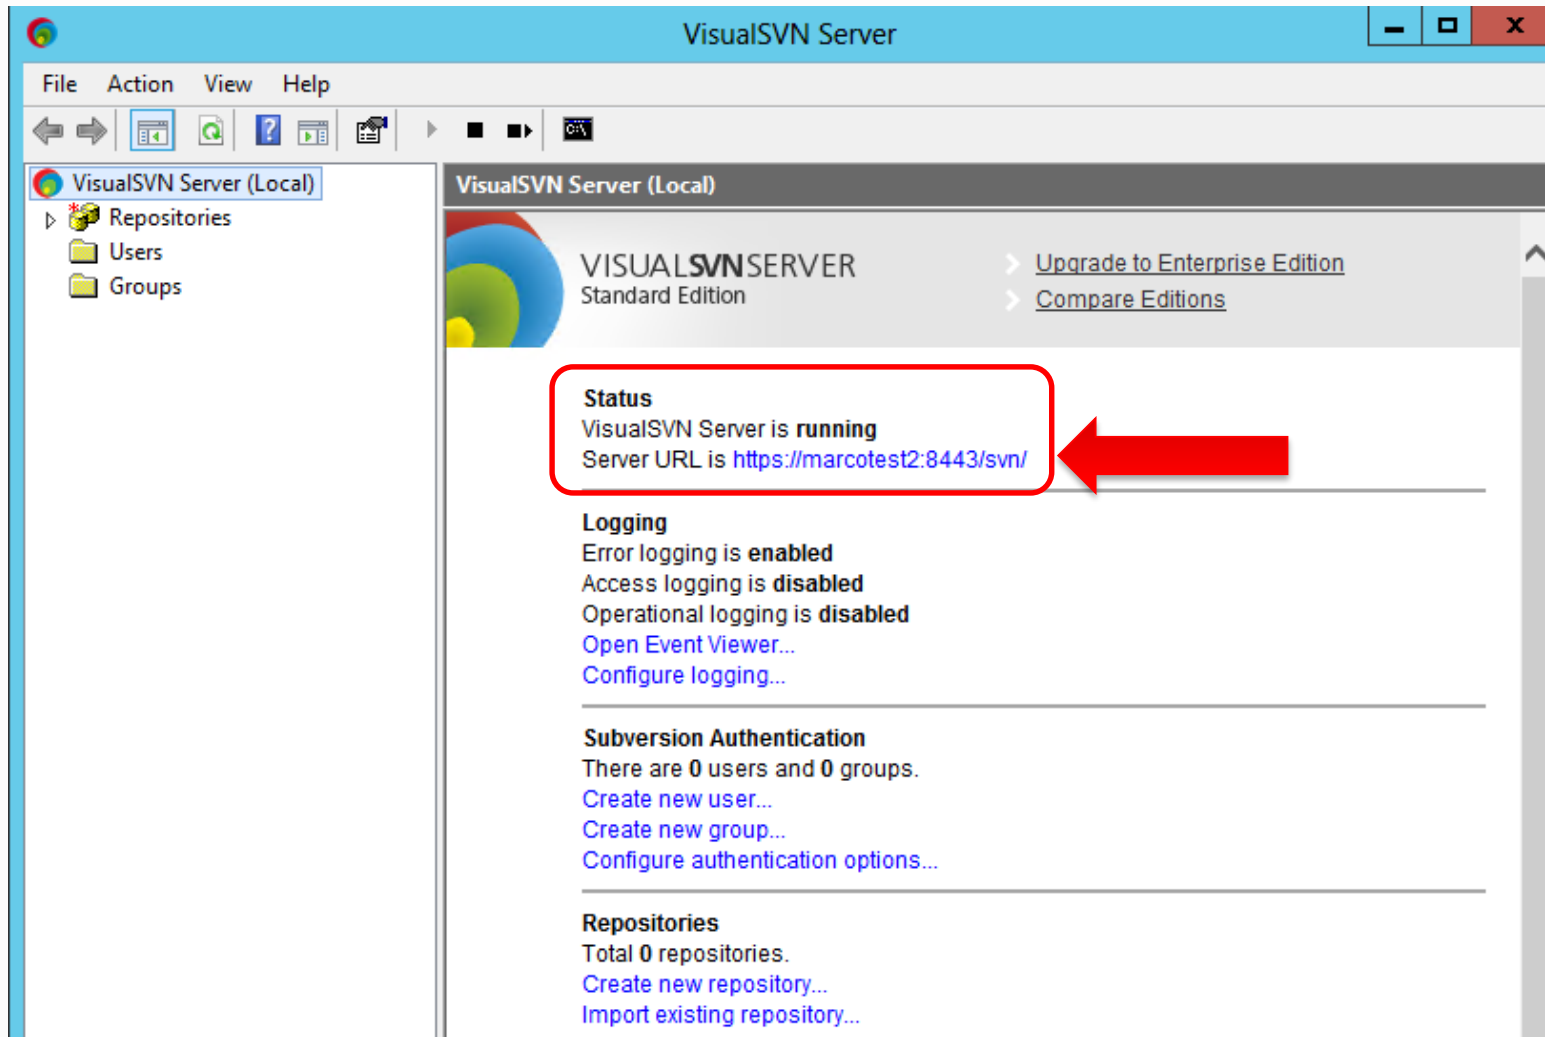 VisualSVN Server
File Action View Help
VisualSVN Server (Local)
Repositories
Users
Groups
VisualSVN Server (Local)
VISUALSVNSERVER
Standard Edition
Upgrade to Enterprise Edition
Compare Editions
Status
VisualSVN Server is running
Server URL is https://marcotest2:8443/svn/
Logging
Error logging is enabled
Access logging is disabled
Operational logging is disabled
Open Event Viewer...
Configure logging...
Subversion Authentication
There are 0 users and 0 groups.
Create new user...
Create new group...
Configure authentication options...
Repositories
Total 0 repositories.
Create new repository...
Import existing repository...